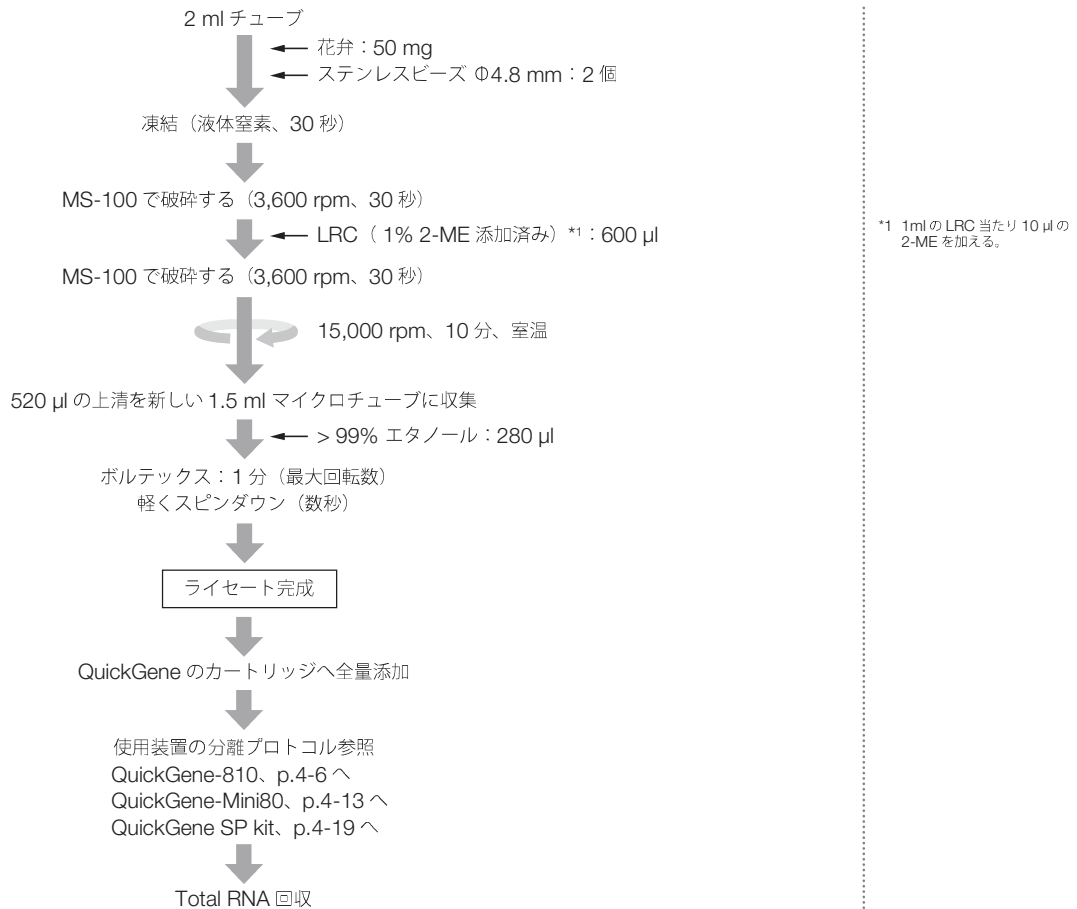 2 ml チューブ
花弁：50 mg
ステンレスビーズ Φ4.8 mm：2 個
凍結（液体窒素、30 秒）
MS-100 で破砕する（3,600 rpm、30 秒）
LRC（ 1% 2-ME 添加済み）*1：600 µl
MS-100 で破砕する（3,600 rpm、30 秒）
15,000 rpm、10 分、室温
520 µl の上清を新しい 1.5 ml マイクロチューブに収集
> 99% エタノール：280 µl
ボルテックス：1 分（最大回転数）
軽くスピンダウン（数秒）
ライセート完成
QuickGene のカートリッジへ全量添加
使用装置の分離プロトコル参照
QuickGene-810、p.4-6 へ
QuickGene-Mini80、p.4-13 へ
QuickGene SP kit、p.4-19 へ
Total RNA 回収
*1 1mlの LRC 当たり 10 µl の
2-ME を加える。